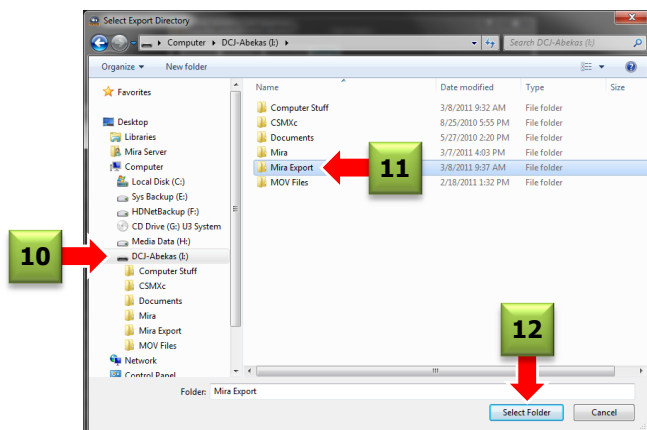 Select Export Directory
Computer DCJ-Abekas (I:)
Search DCJ-Abekas (I:)
Organize New folder
Name Date modified Type Size
Favorites
Desktop
Libraries
Mira Server
Computer
Local Disk (C:)
Sys Backup (E:)
HDNetBackup (F:)
CD Drive (G:) U3 System
Media Data (H:)
DCJ-Abekas (I:)
Computer Stuff
CSMXc
Documents
Mira
Mira Export
MOV Files
Network
Control Panel
Computer Stuff 3/8/2011 9:32 AM File folder
CSMXc 8/25/2010 5:55 PM File folder
Documents 5/27/2010 2:20 PM File folder
Mira 3/7/2011 4:03 PM File folder
Mira Export 3/8/2011 9:37 AM File folder
MOV Files 2/18/2011 1:32 PM File folder
10
11
12
Folder: Mira Export
Select Folder Cancel